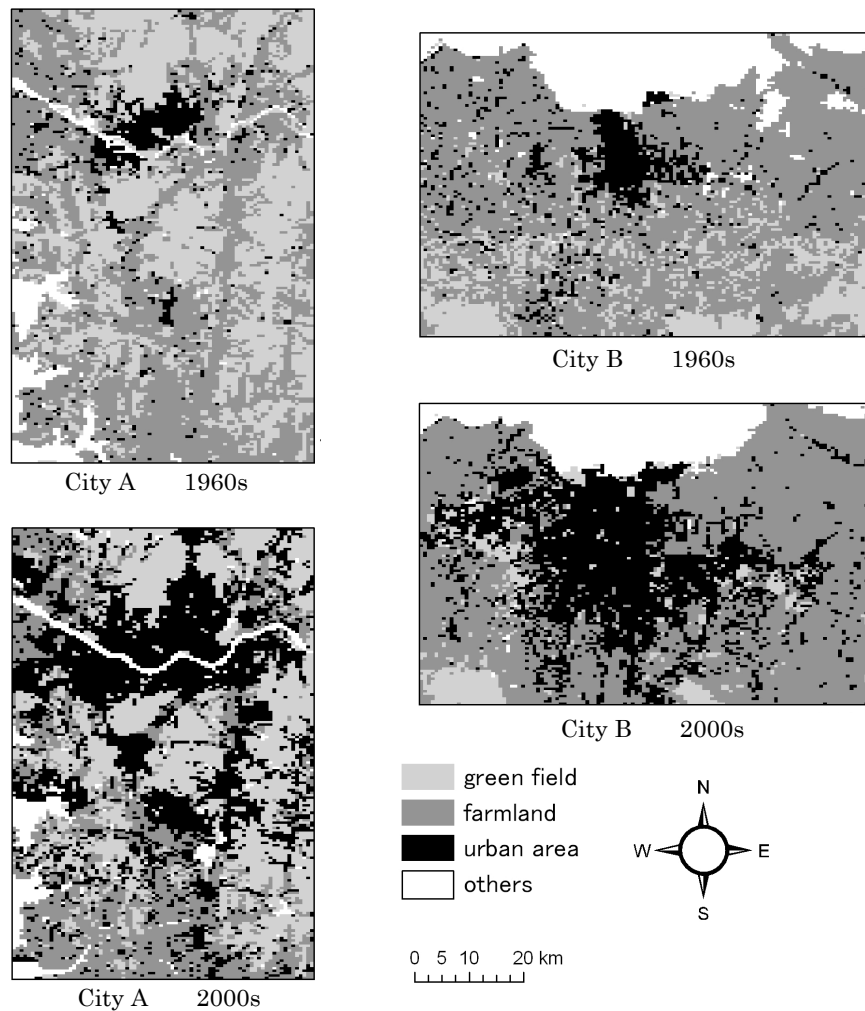 City A 1960s
City B 1960s
City A 2000s
City B 2000s
green field
farmland
urban area
others
N
W E
S
0 5 10 20 km